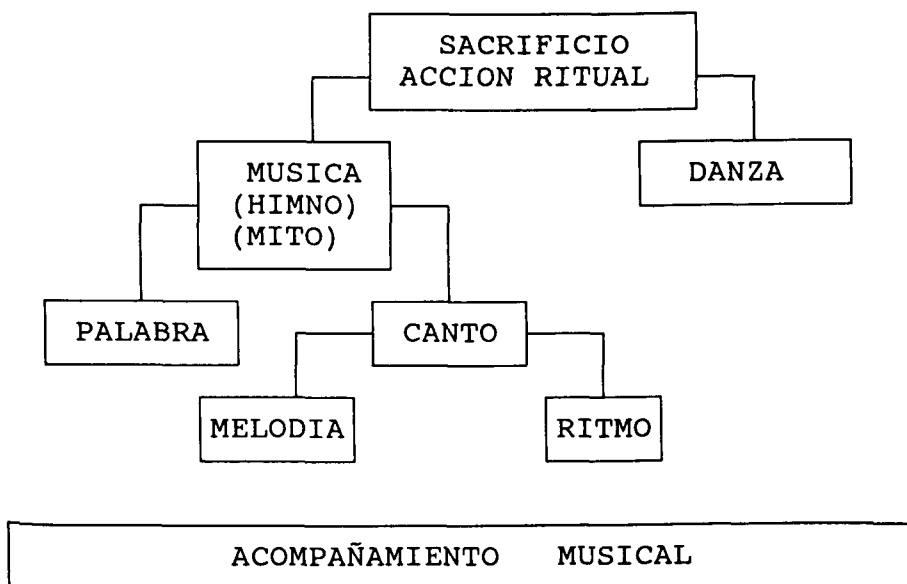 SACRIFICIO
ACCION RITUAL
MUSICA
(HIMNO)
(MITO)
DANZA
PALABRA
CANTO
MELODIA
RITMO
ACOMPAÑAMIENTO MUSICAL